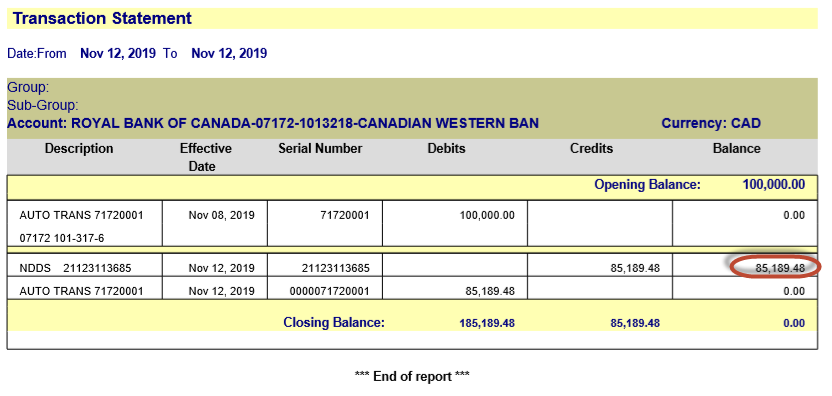 Transaction Statement
Date:From Nov 12, 2019 To Nov 12, 2019
Group:
Sub-Group:
Account: ROYAL BANK OF CANADA-07172-1013218-CANADIAN WESTERN BAN Currency: CAD
Description Effective Date Serial Number Debits Credits Balance
Opening Balance: 100,000.00
AUTO TRANS 71720001 Nov 08, 2019 71720001 100,000.00 0.00
07172 101-317-6
NDDS 21123113685 Nov 12, 2019 21123113685 85,189.48 85,189.48
AUTO TRANS 71720001 Nov 12, 2019 0000071720001 85,189.48 0.00
Closing Balance: 185,189.48 85,189.48 0.00
*** End of report ***